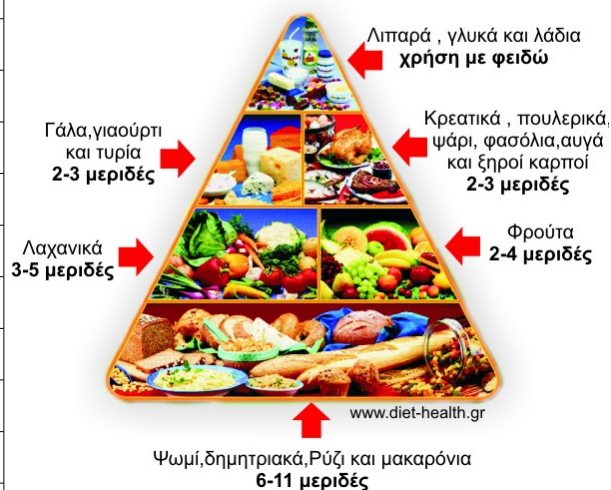 Λιπαρά , γλυκά και λάδια
χρήση με φειδώ
Γάλα,γιαούρτι
και τυρία
2-3 μεριδές
Κρεατικά , πουλερικά,
ψάρι, φασόλια,αυγά
και ξηροί καρποί
2-3 μεριδές
Λαχανικά
3-5 μεριδές
Φρούτα
2-4 μεριδές
www.diet-health.gr
Ψωμί,δημητριακά,Ρύζι και μακαρόνια
6-11 μεριδές